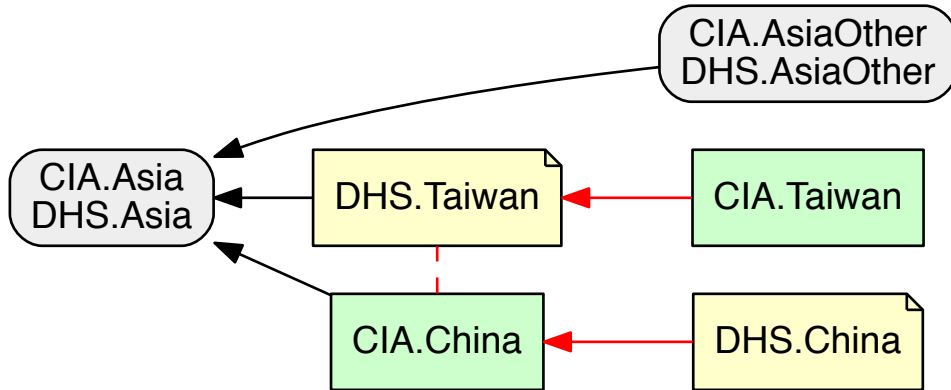 CIA.AsiaOther
DHS.AsiaOther
CIA.Asia
DHS.Asia
DHS.Taiwan
CIA.Taiwan
CIA.China
DHS.China